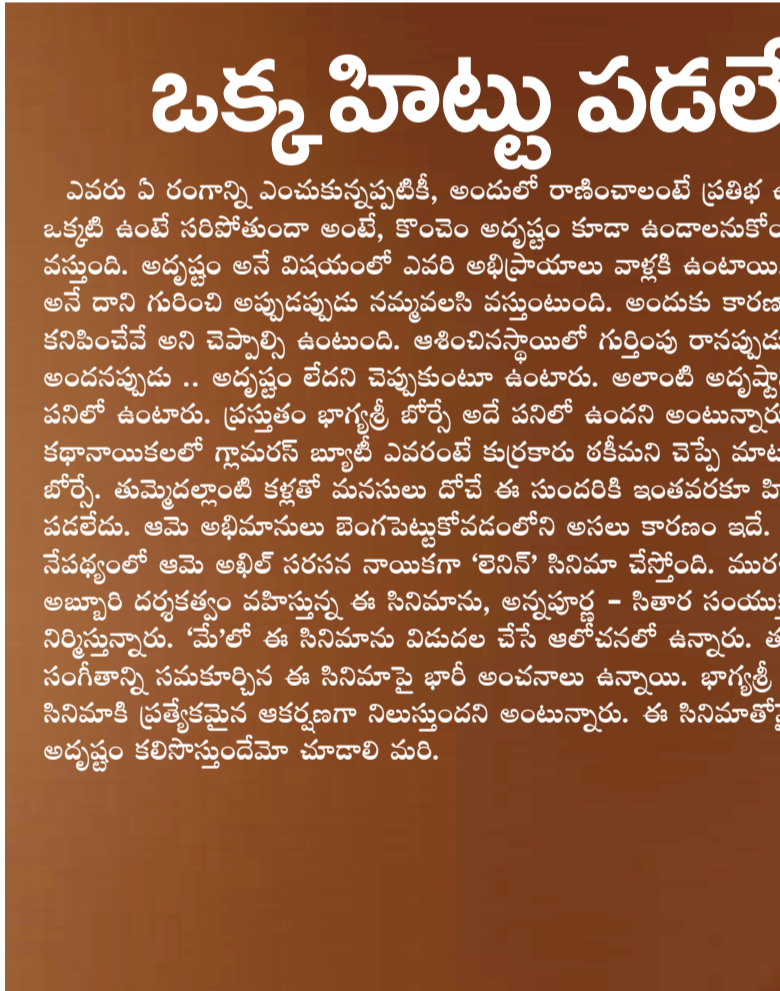 ఒక్క హిట్టు పడలే
ఎవరు ఏ రంగాన్ని ఎంచుకున్నప్పటికీ, అందులో రాణించాలంటే ప్రతిభ
ఒక్కటి ఉంటే సరిపోతుందా అంటే, కొంచెం అదృష్టం కూడా
వస్తుంది. అదృష్టం అనే విషయంలో ఎవరి అభిప్రాయాలు వాళ్లకి
అనే దాని గురించి అప్పుడప్పుడు నమ్మవలసి వస్తుంటుంది. అందుకు
కనిపించేవే అని చెప్పాల్సి ఉంటుంది. ఆశించినస్థాయిలో గుర్తింపు రానప్పుడు
అందనప్పుడు .. అదృష్టం లేదని చెప్పుకుంటూ ఉంటారు. అలాంటి
పనిలో ఉంటారు. ప్రస్తుతం భాగ్యశ్రీ బోర్సే అదే పనిలో ఉందని
కథానాయికలలో గ్లామరస్ బ్యూటీ ఎవరంటే కుర్రకారు ఠకీమని చెప్పే
బోర్సే. తుమ్మెదల్లాంటి కళ్లతో మనసులు దోచే ఈ సుందరికి ఇంతవరకూ
పడలేదు. ఆమె అభిమానులు బెంగపెట్టుకోవడంలోని అసలు కారణం ఇదే.
నేపథ్యంలో ఆమె అఖిల్ సరసన నాయికగా ‘లెనిన్’ సినిమా చేస్తోంది.
అబ్బూరి దర్శకత్వం వహిస్తున్న ఈ సినిమాను, అన్నపూర్ణ – సితార
నిర్మిస్తున్నారు. ‘మే’లో ఈ సినిమాను విడుదల చేసే ఆలోచనలో ఉన్నారు.
సంగీతాన్ని సమకూర్చిన ఈ సినిమాపై భారీ అంచనాలు ఉన్నాయి. భాగ్యశ్రీ
సినిమాకి ప్రత్యేకమైన ఆకర్షణగా నిలుస్తుందని అంటున్నారు. ఈ
అదృష్టం కలిసొస్తుందేమో చూడాలి మరి.